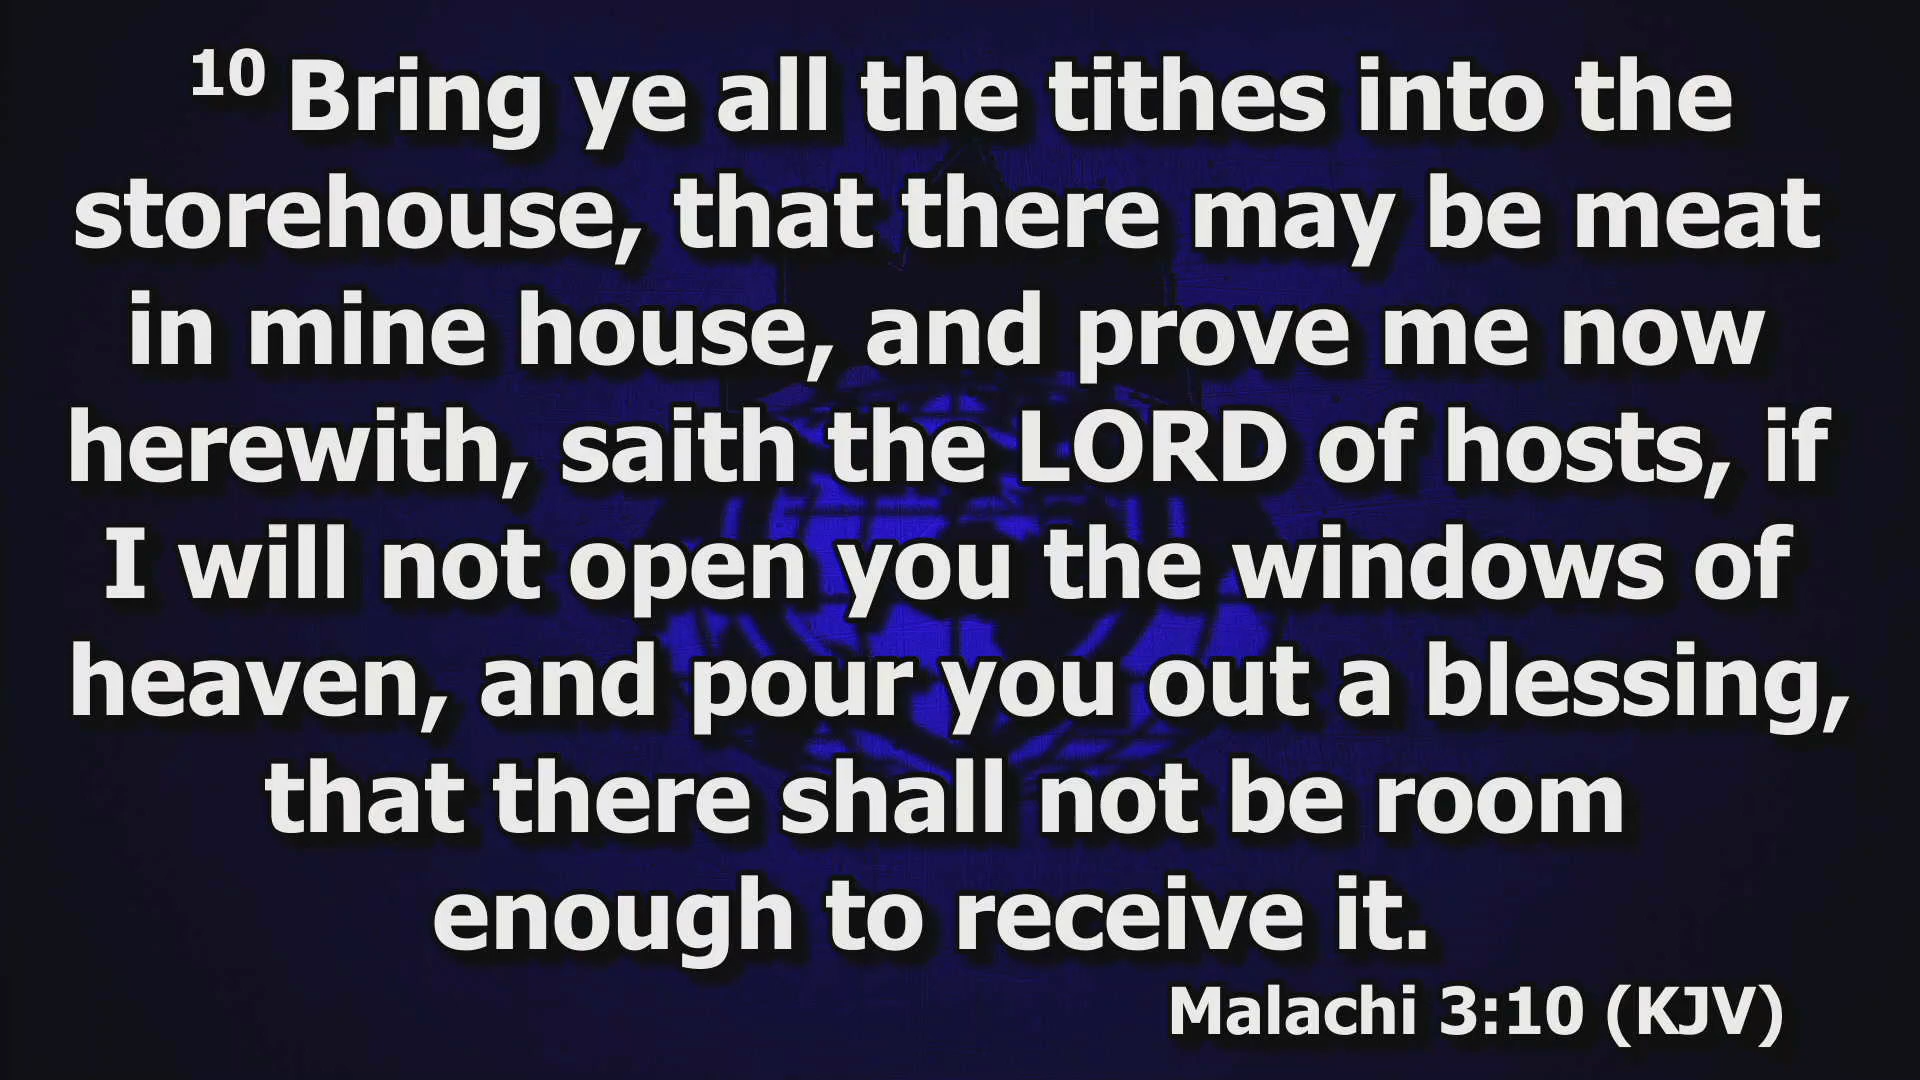 10 Bring ye all the tithes into the
storehouse, that there may be meat
in mine house, and prove me now
herewith, saith the LORD of hosts, if
I will not open you the windows of
heaven, and pour you out a blessing,
that there shall not be room
enough to receive it.
Malachi 3:10 (KJV)